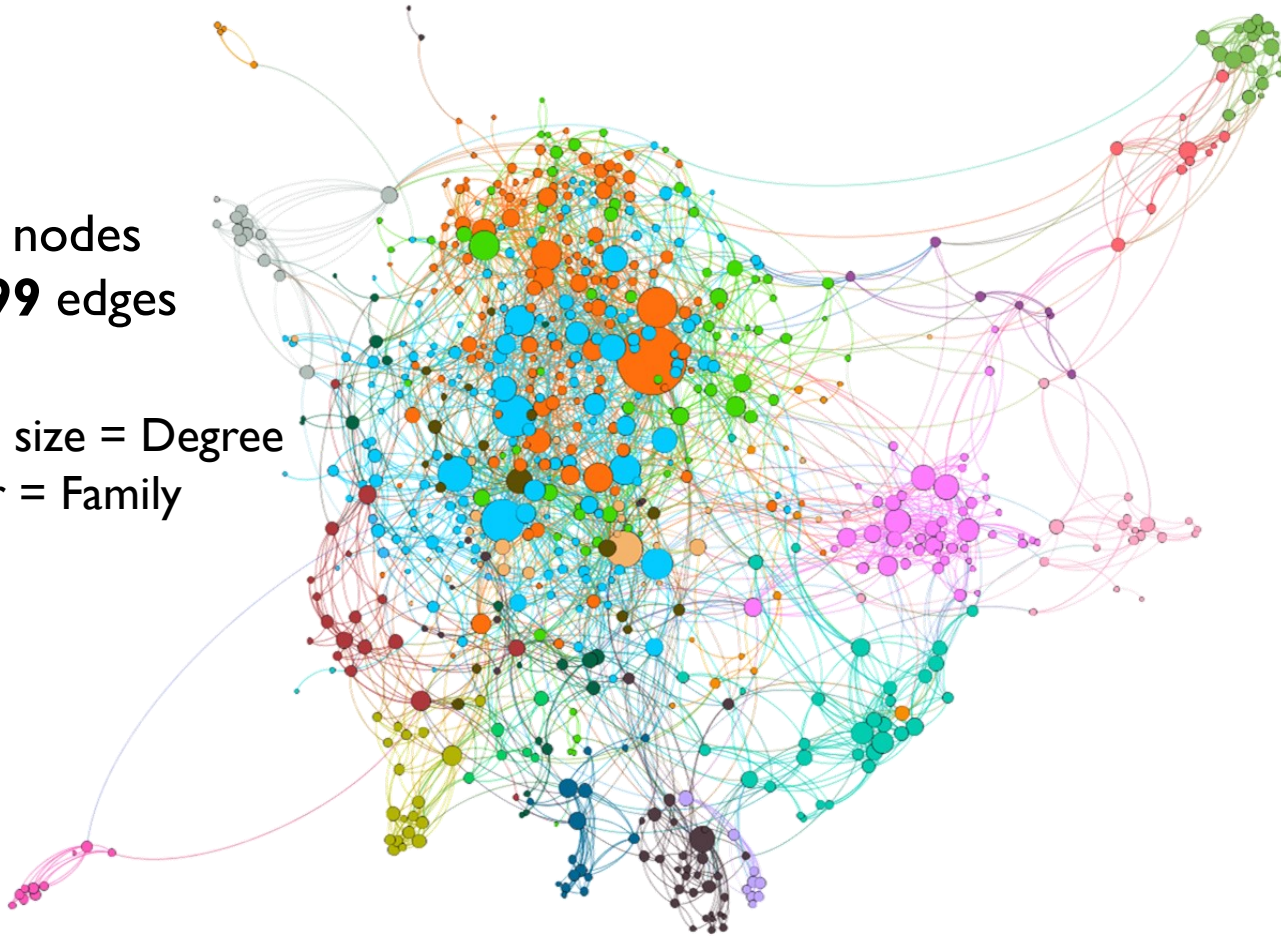 nodes
99 edges
size = Degree
r = Family